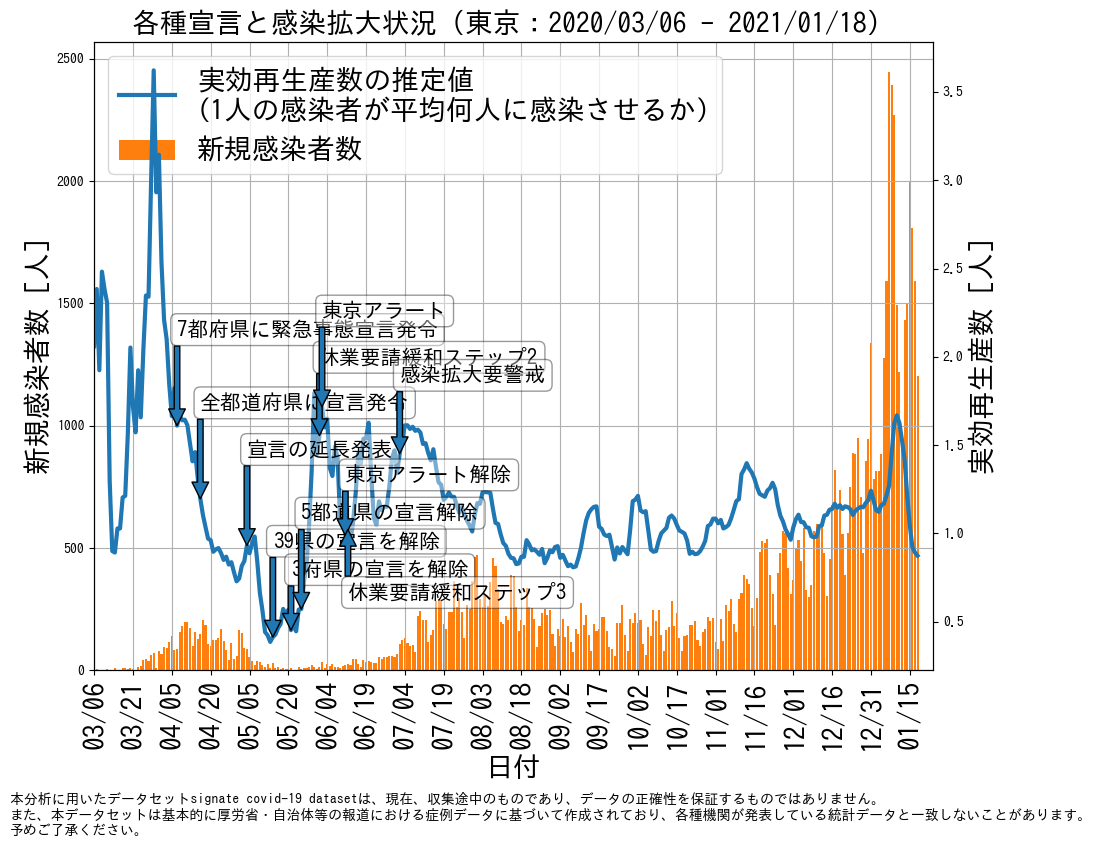 各種宣言と感染拡大状況（東京：2020/03/06 - 2021/01/18）
実効再生産数の推定値
(1人の感染者が平均何人に感染させるか)
新規感染者数
新規感染者数 [人]
2500
2000
1500
1000
500
0
実効再生産数 [人]
3.5
3.0
2.5
2.0
1.5
1.0
0.5
東京アラート
7都府県に緊急事態宣言発令
休業要請緩和ステップ2
感染拡大要警戒
全都道府県に宣言発令
宣言の延長発表
東京アラート解除
5都道県の宣言解除
39県の宣言を解除
3府県の宣言を解除
休業要請緩和ステップ3
03/06 03/21 04/05 04/20 05/05 05/20 06/04 06/19 07/04 07/19 08/03 08/18 09/02 09/17 10/02 10/17 11/01 11/16 12/01 12/16 12/31 01/15
日付
本分析に用いたデータセットsignate covid-19 datasetは、現在、収集途中のものであり、データの正確性を保証するものではありません。
また、本データセットは基本的に厚労省・自治体等の報道における症例データに基づいて作成されており、各種機関が発表している統計データと一致しないことがあります。
予めご了承ください。